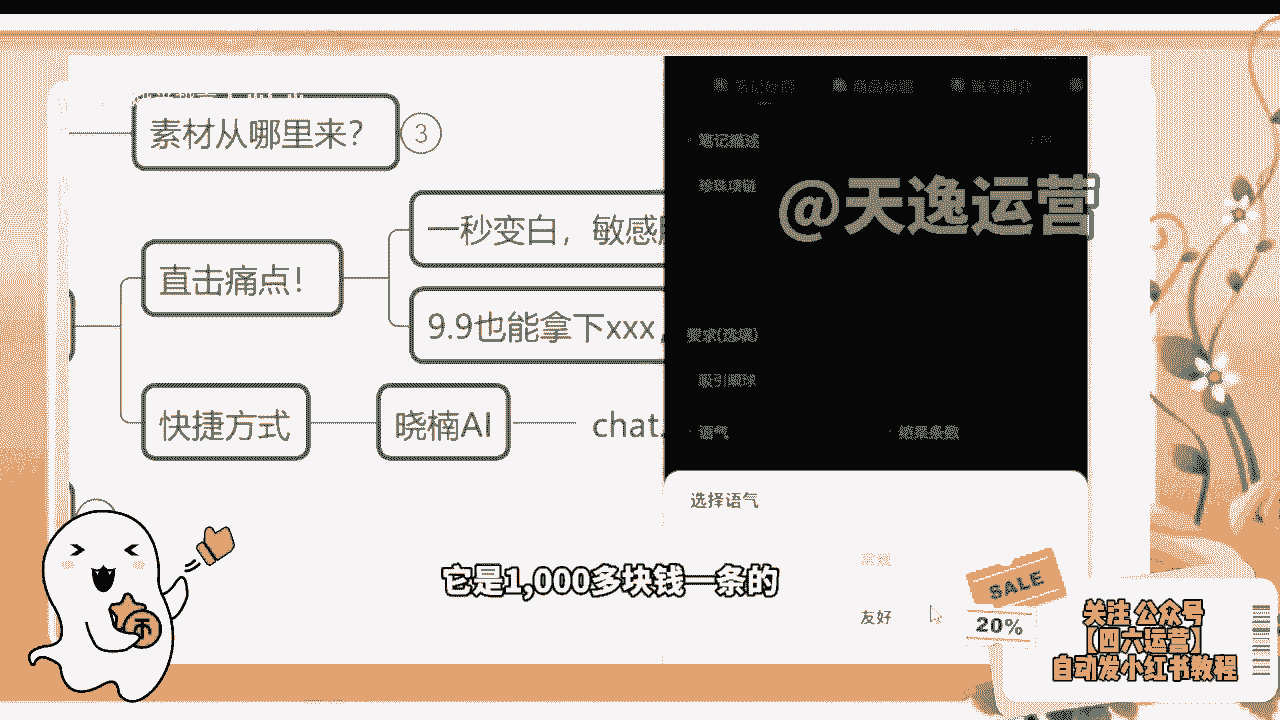 素材从哪里来？
3
一秒变白，敏感
直击痛点！
9.9也能拿下xxx，
快捷方式
晓楠AI
chat.
笔记描述
珍珠项链
@天逸运营
要求(选填)
吸引眼球
语气
结果条数
选择语气
常规
友好
它是1,000多块钱一条的
SALE
20%
关注 公众号
【四六运营】
自动发小红书教程